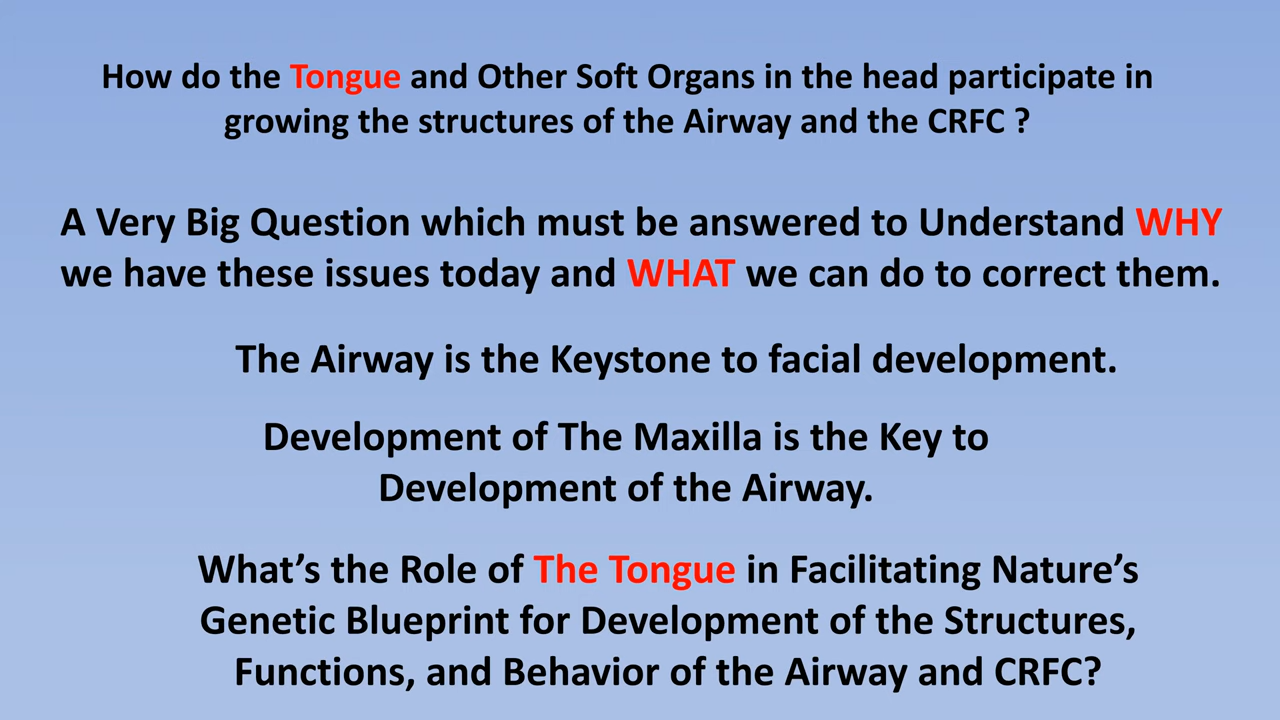 How do the Tongue and Other Soft Organs in the head participate in
growing the structures of the Airway and the CRFC ?
A Very Big Question which must be answered to Understand WHY
we have these issues today and WHAT we can do to correct them.
The Airway is the Keystone to facial development.
Development of The Maxilla is the Key to
Development of the Airway.
What’s the Role of The Tongue in Facilitating Nature’s
Genetic Blueprint for Development of the Structures,
Functions, and Behavior of the Airway and CRFC?